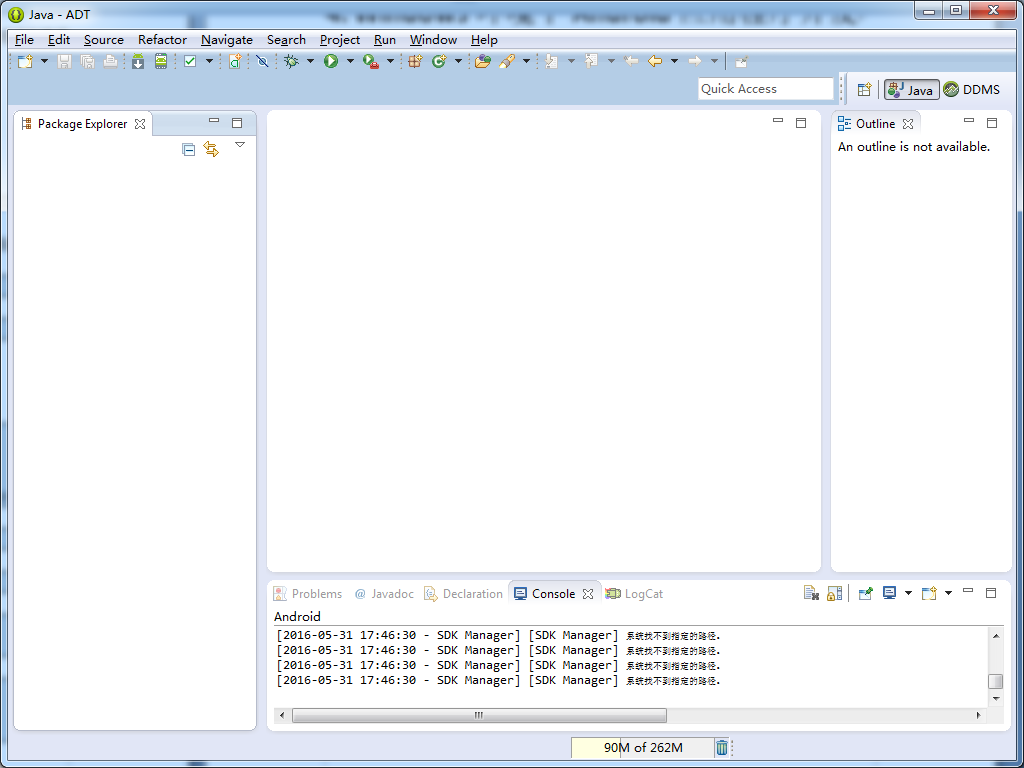 Java - ADT
File Edit Source Refactor Navigate Search Project Run Window Help
Quick Access
Java DDMS
Package Explorer
Outline
An outline is not available.
Problems @ Javadoc Declaration Console LogCat
Android
[2016-05-31 17:46:30 - SDK Manager] [SDK Manager] 系统找不到指定的路径.
[2016-05-31 17:46:30 - SDK Manager] [SDK Manager] 系统找不到指定的路径.
[2016-05-31 17:46:30 - SDK Manager] [SDK Manager] 系统找不到指定的路径.
[2016-05-31 17:46:30 - SDK Manager] [SDK Manager] 系统找不到指定的路径.
90M of 262M